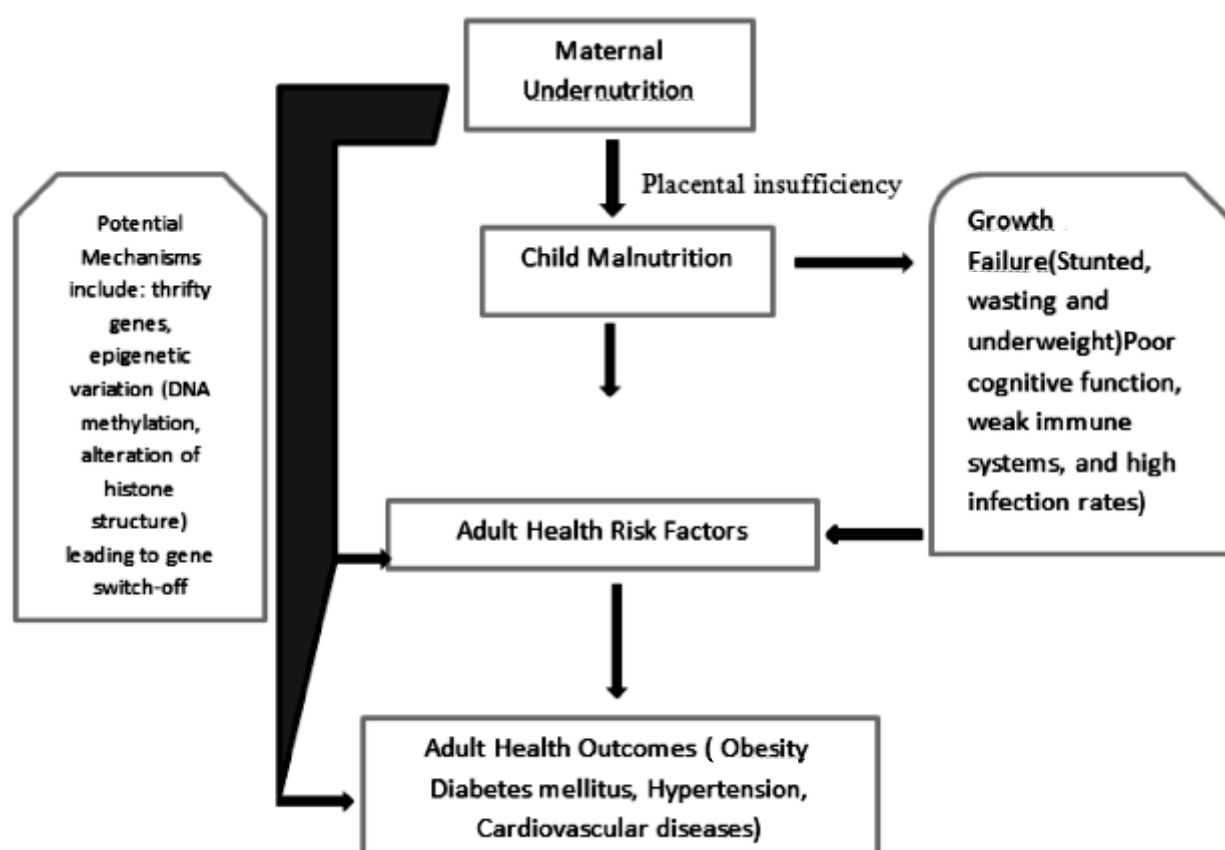 Maternal
Undernutrition
Placental insufficiency
Child Malnutrition
Growth
Failure(Stunted,
wasting and
underweight)Poor
cognitive function,
weak immune
systems, and high
infection rates)
Potential
Mechanisms
include: thrifty
genes,
epigenetic
variation (DNA
methylation,
alteration of
histone
structure)
leading to gene
switch-off
Adult Health Risk Factors
Adult Health Outcomes ( Obesity
Diabetes mellitus, Hypertension,
Cardiovascular diseases)